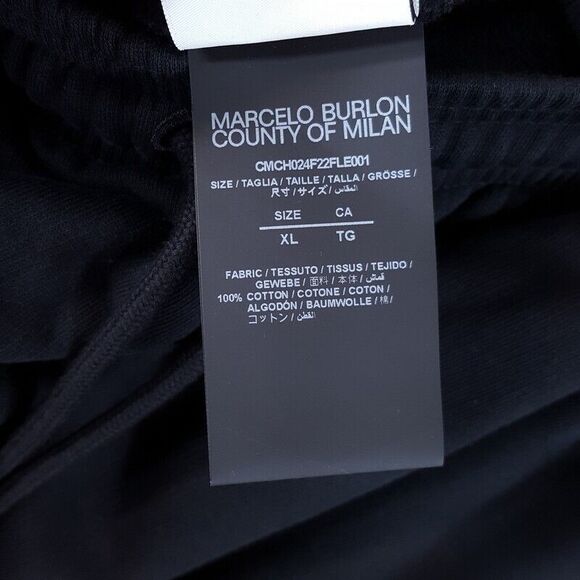 MARCELO BURLON
COUNTY OF MILAN
CMCH024F22FLE001
SIZE / TAGLIA / TAILLE / TALLA / GRÖSSE /
尺寸 / サイズ / المقاس /
SIZE CA
XL TG
FABRIC / TESSUTO / TISSUS / TEJIDO /
GEWEBE / 面料 / 本体 / قماش /
100% COTTON / COTONE / COTON /
ALGODÓN / BAUMWOLLE / 棉 /
コットン / القطن /